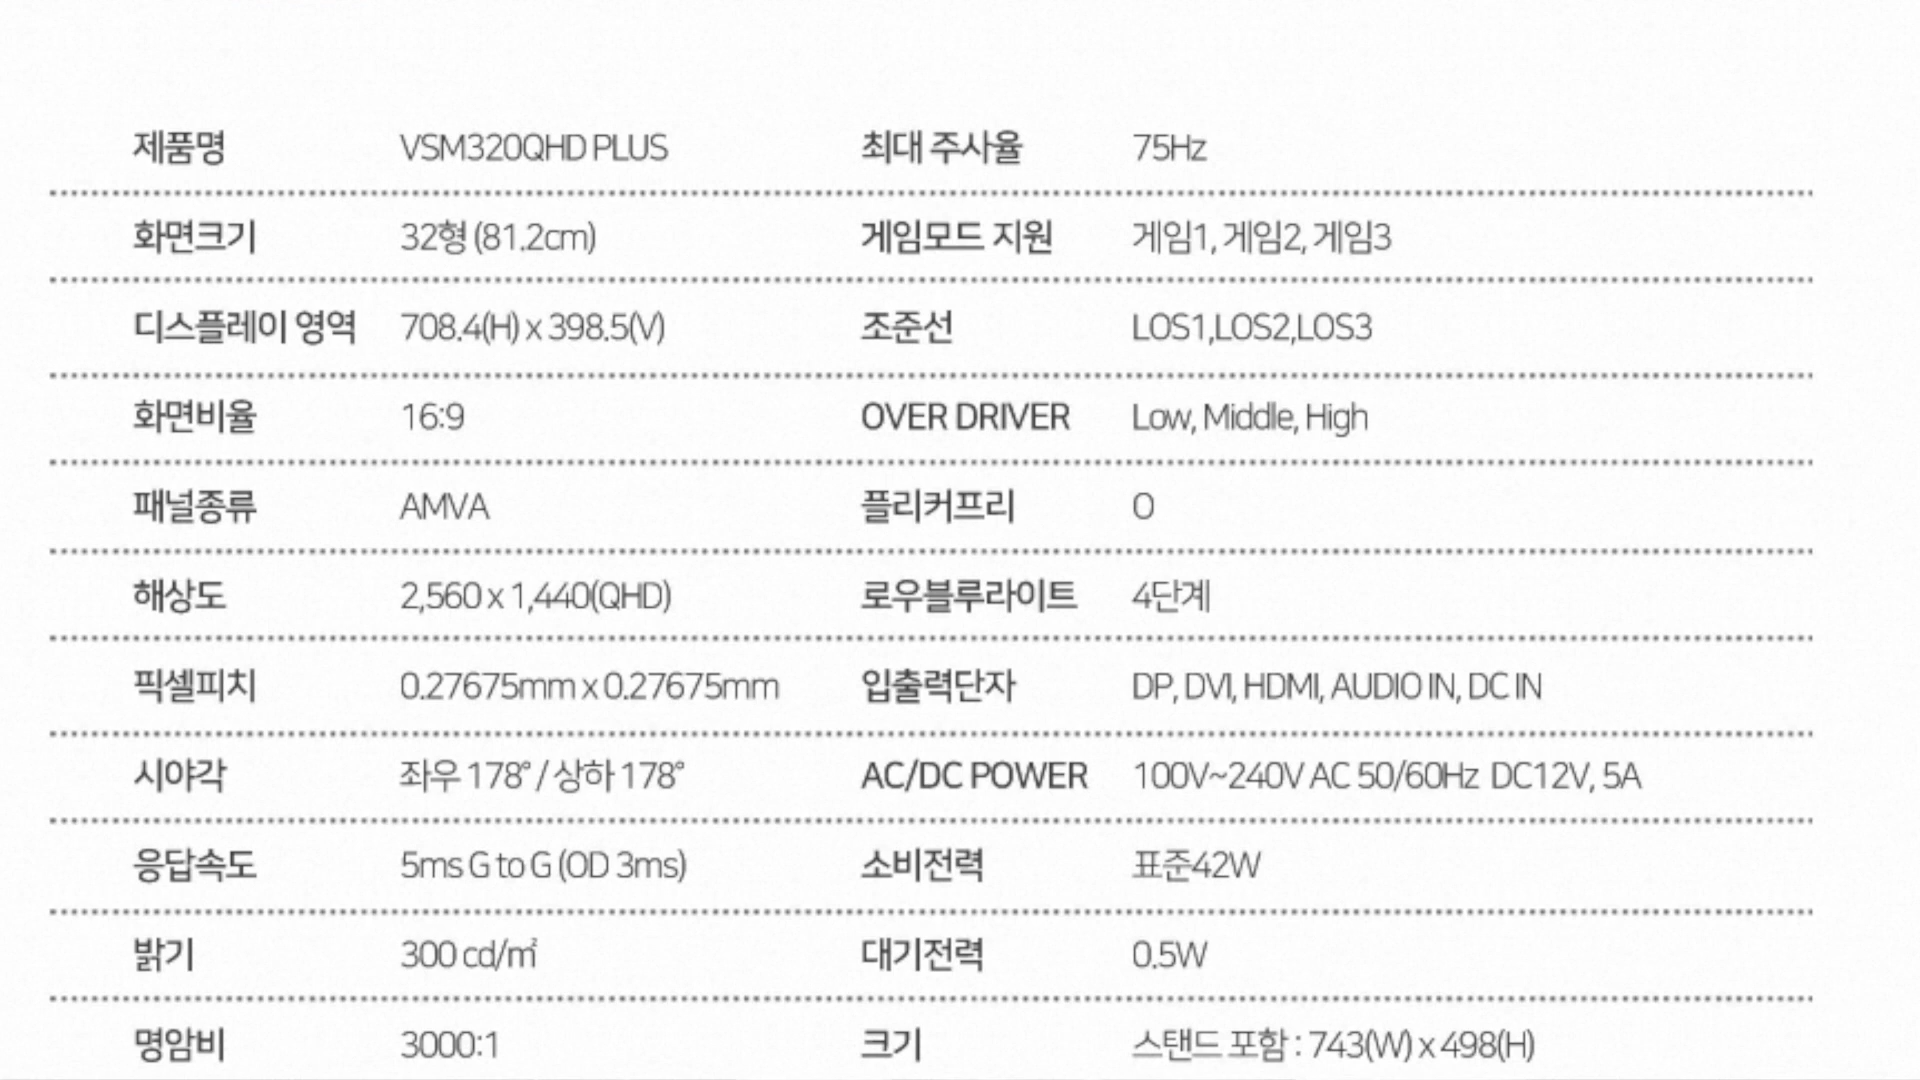 제품명 VSM320QHD PLUS 최대 주사율 75Hz
화면크기 32형 (81.2cm) 게임모드 지원 게임1, 게임2, 게임3
디스플레이 영역 708.4(H) x 398.5(V) 조준선 LOS1,LOS2,LOS3
화면비율 16:9 OVER DRIVER Low, Middle, High
패널종류 AMVA 플리커프리 O
해상도 2,560 x 1,440(QHD) 로우블루라이트 4단계
픽셀피치 0.27675mm x 0.27675mm 입출력단자 DP, DVI, HDMI, AUDIO IN, DC IN
시야각 좌우 178° / 상하 178° AC/DC POWER 100V~240V AC 50/60Hz DC12V, 5A
응답속도 5ms G to G (OD 3ms) 소비전력 표준42W
밝기 300 cd/㎡ 대기전력 0.5W
명암비 3000:1 크기 스탠드 포함 : 743(W) x 498(H)